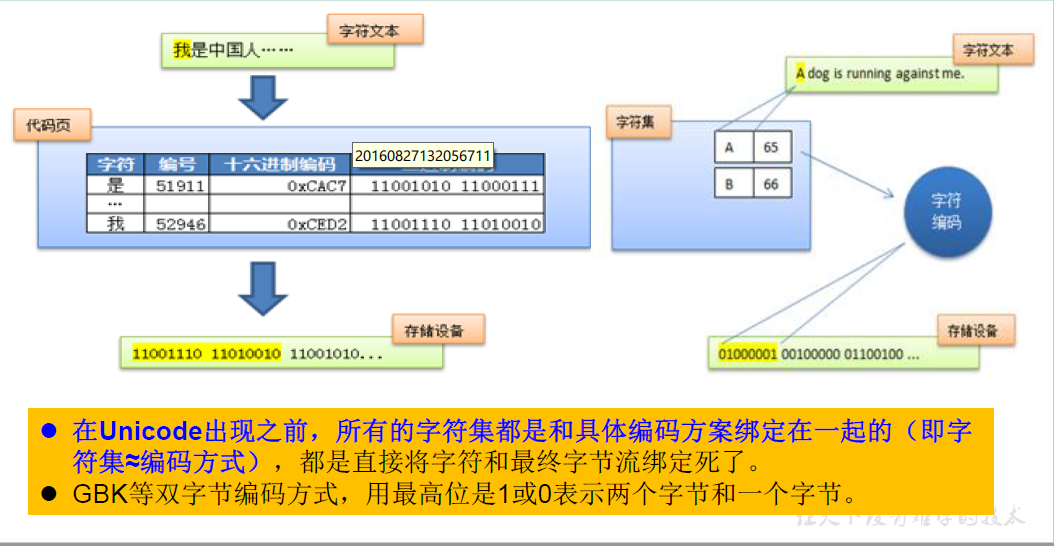 字符文本
我是中国人……
代码页
20160827132056711
字符 编号 十六进制编码
是 51911 0xCAC7 11001010 11000111
…
我 52946 0xCED2 11001110 11010010
存储设备
11001110 11010010 11001010...
字符文本
A dog is running against me.
字符集
A 65
B 66
字符
编码
存储设备
01000001 00100000 01100100 ...
● 在Unicode出现之前，所有的字符集都是和具体编码方案绑定在一起的（即字
符集≈编码方式），都是直接将字符和最终字节流绑定死了。
● GBK等双字节编码方式，用最高位是1或0表示两个字节和一个字节。
让天下没有难学的技术